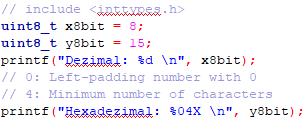 // include <inttypes.h>
uint8_t x8bit = 8;
uint8_t y8bit = 15;
printf("Dezimal: %d \n", x8bit);
// 0: Left-padding number with 0
// 4: Minimum number of characters
printf("Hexadezimal: %04X \n", y8bit);